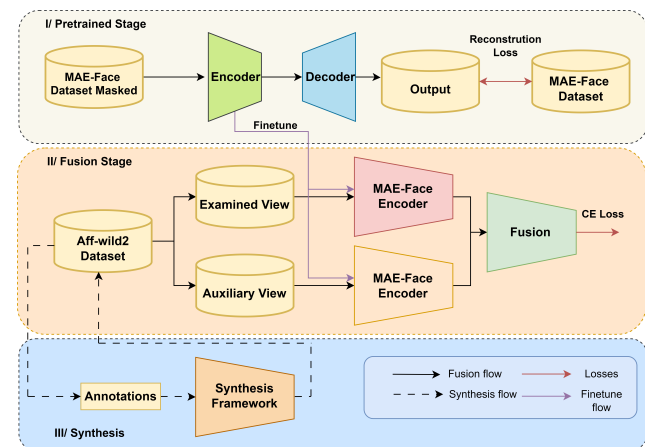 I/ Pretrained Stage
MAE-Face
Dataset Masked
Encoder
Decoder
Output
Reconstrution
Loss
MAE-Face
Dataset
Finetune
II/ Fusion Stage
Aff-wild2
Dataset
Examined View
Auxiliary View
MAE-Face
Encoder
MAE-Face
Encoder
Fusion
CE Loss
Annotations
Synthesis
Framework
III/ Synthesis
Fusion flow
Losses
Synthesis flow
Finetune
flow